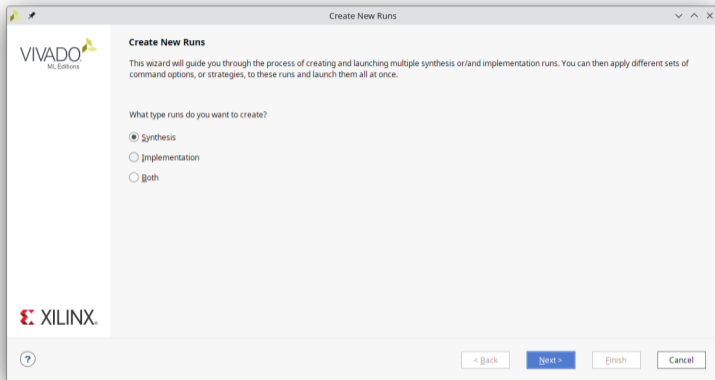 Create New Runs
VIVADO
ML Editions
Create New Runs
This wizard will guide you through the process of creating and launching multiple synthesis or/and implementation runs. You can then apply different sets of
command options, or strategies, to these runs and launch them all at once.
What type runs do you want to create?
Synthesis
Implementation
Both
XILINX.
?
< Back
Next >
Finish
Cancel